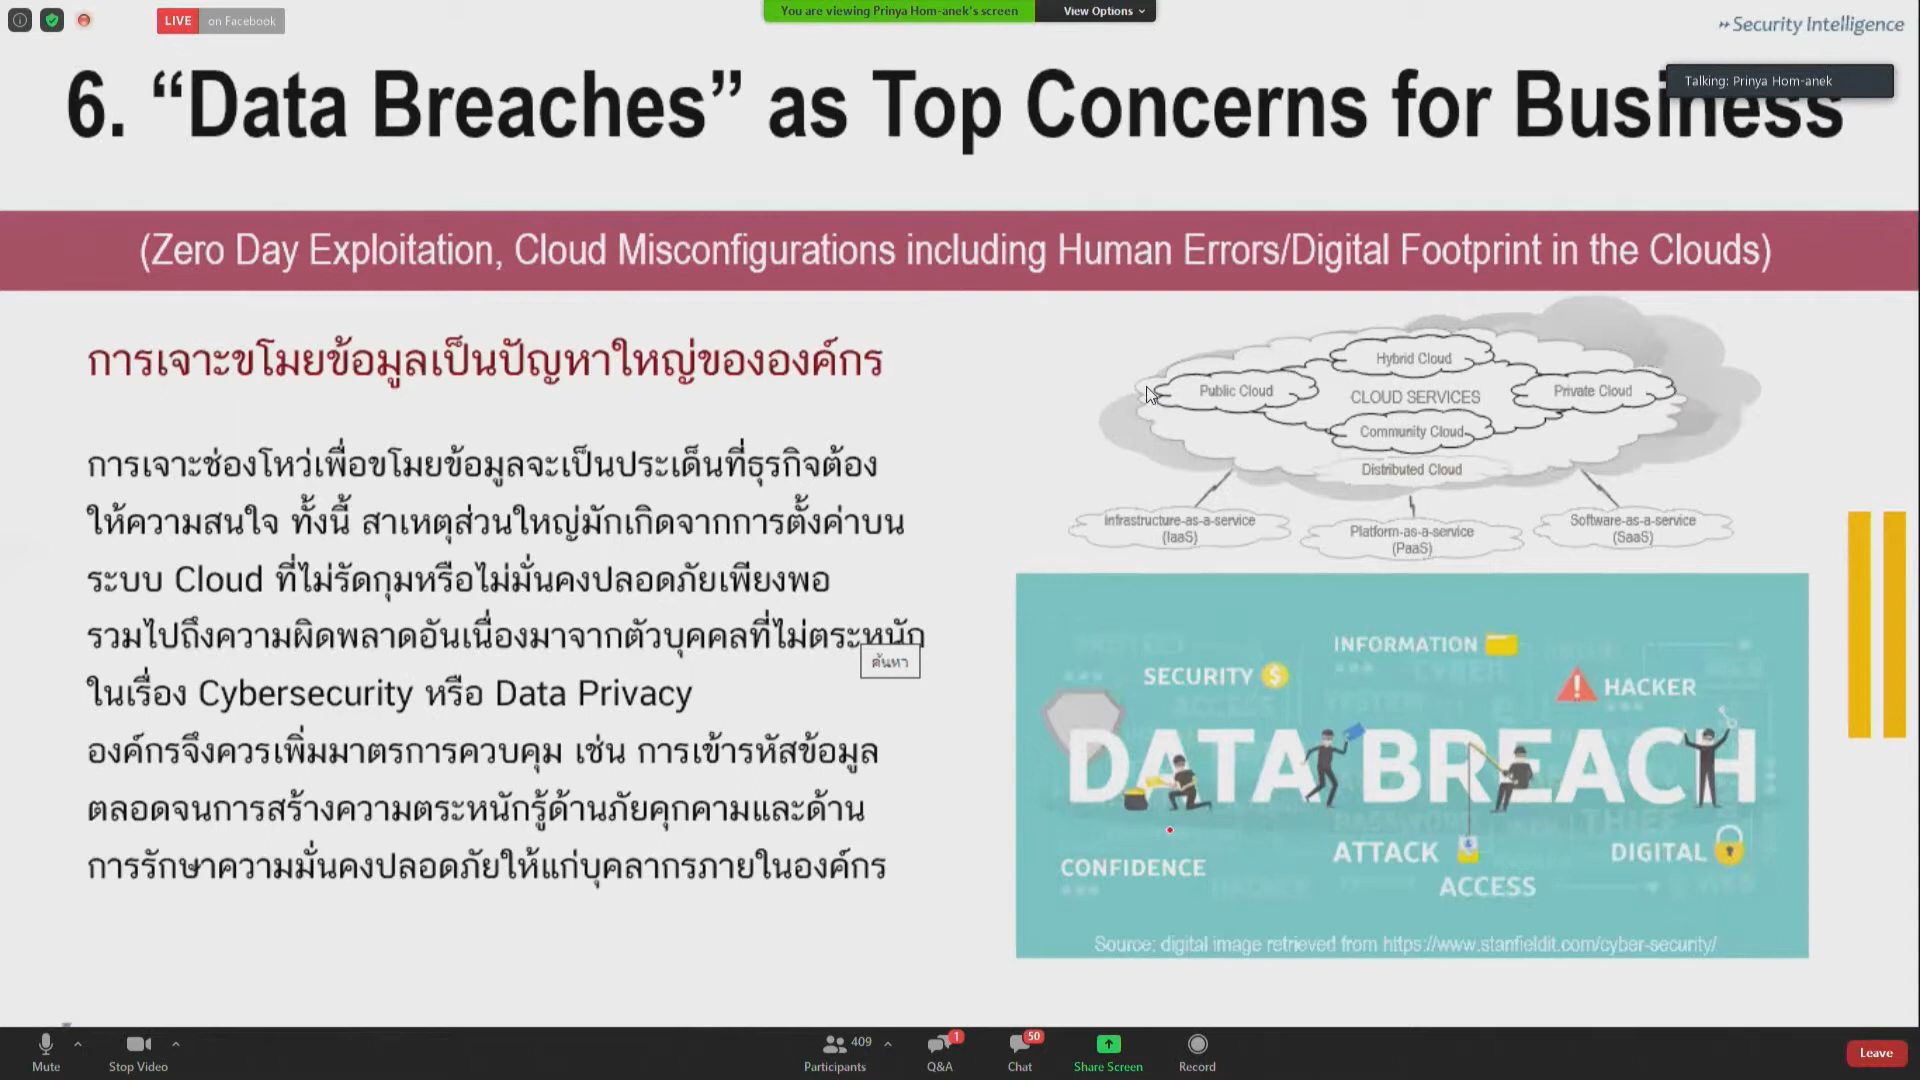 LIVE on Facebook
You are viewing Prinya Hom-anek's screen
View Options
Security Intelligence
Talking: Prinya Hom-anek
6. “Data Breaches” as Top Concerns for Business
(Zero Day Exploitation, Cloud Misconfigurations including Human Errors/Digital Footprint in the Clouds)
การเจาะขโมยข้อมูลเป็นปัญหาใหญ่ขององค์กร
การเจาะช่องโหว่เพื่อขโมยข้อมูลจะเป็นประเด็นที่ธุรกิจต้อง
ให้ความสนใจ ทั้งนี้ สาเหตุส่วนใหญ่มักเกิดจากการตั้งค่าบน
ระบบ Cloud ที่ไม่รัดกุมหรือไม่มั่นคงปลอดภัยเพียงพอ
รวมไปถึงความผิดพลาดอันเนื่องมาจากตัวบุคคลที่ไม่ตระหนัก
ค้นหา
ในเรื่อง Cybersecurity หรือ Data Privacy
องค์กรจึงควรเพิ่มมาตรการควบคุม เช่น การเข้ารหัสข้อมูล
ตลอดจนการสร้างความตระหนักรู้ด้านภัยคุกคามและด้าน
การรักษาความมั่นคงปลอดภัยให้แก่บุคลากรภายในองค์กร
Hybrid Cloud
Public Cloud
CLOUD SERVICES
Private Cloud
Community Cloud
Distributed Cloud
Infrastructure-as-a-service
(IaaS)
Platform-as-a-service
(PaaS)
Software-as-a-service
(SaaS)
INFORMATION
SECURITY
HACKER
DATA BREACH
CONFIDENCE
ATTACK
DIGITAL
ACCESS
Source: digital image retrieved from https://www.stanfieldit.com/cyber-security/
Mute
Stop Video
409
Participants
1
Q&A
50
Chat
Share Screen
Record
Leave